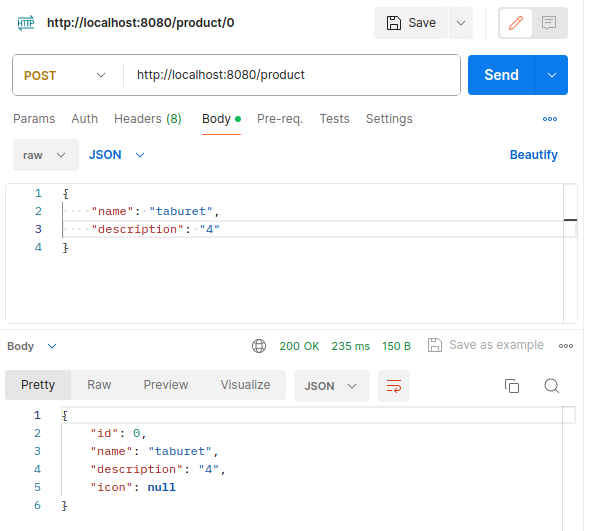 HTTP http://localhost:8080/product/0 Save
POST http://localhost:8080/product Send
Params Auth Headers (8) Body Pre-req. Tests Settings
raw JSON Beautify
1 {
2 "name": "taburet",
3 "description": "4"
4 }
Body 200 OK 235 ms 150 B Save as example
Pretty Raw Preview Visualize JSON
1 {
2 "id": 0,
3 "name": "taburet",
4 "description": "4",
5 "icon": null
6 }